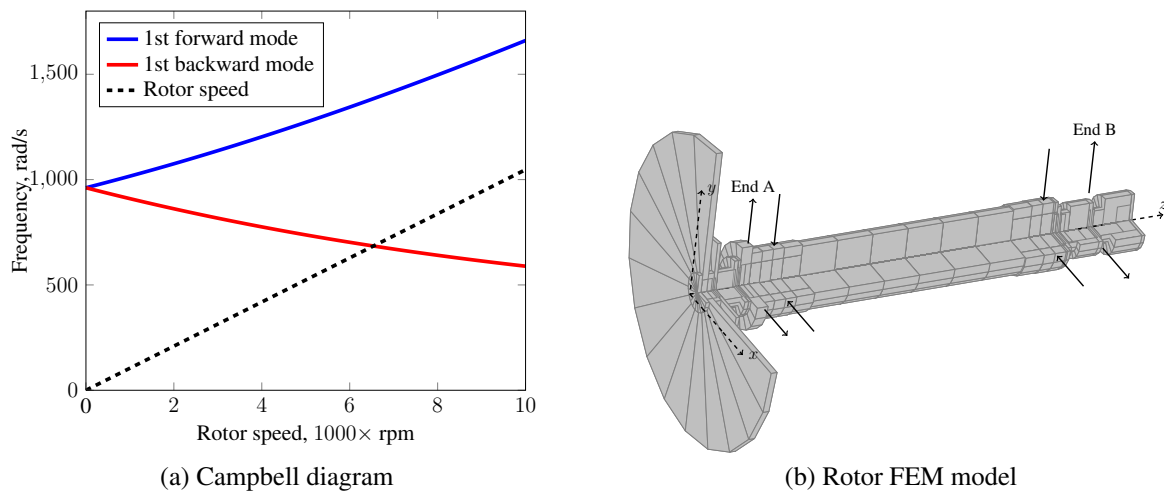 1st forward mode
1st backward mode
Rotor speed
1,500
1,000
500
0
0 2 4 6 8 10
Frequency, rad/s
Rotor speed, 1000× rpm
(a) Campbell diagram
End A
End B
y
x
z
(b) Rotor FEM model